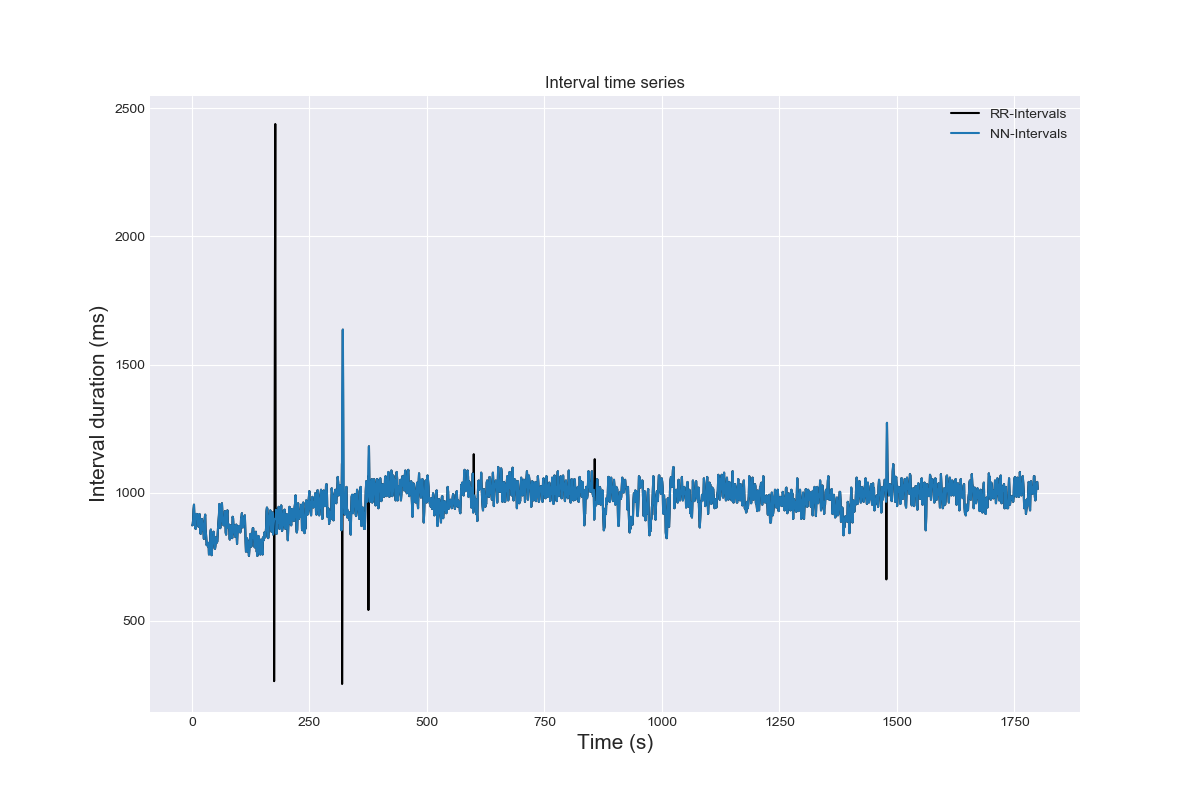 Interval time series
RR-Intervals
NN-Intervals
Interval duration (ms)
2500
2000
1500
1000
500
0
250
500
750
1000
1250
1500
1750
Time (s)